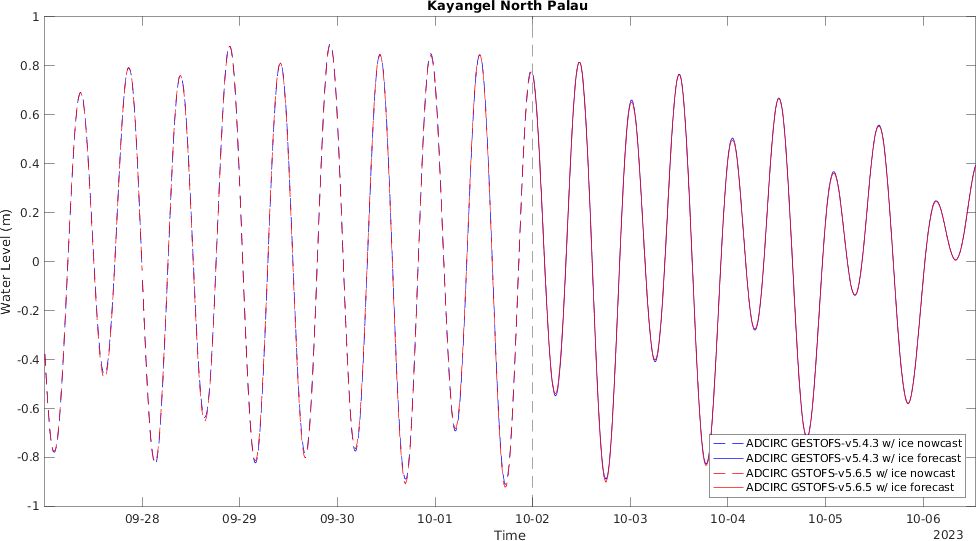 Kayangel North Palau
1
0.8
0.6
0.4
0.2
0
-0.2
-0.4
-0.6
-0.8
-1
Water Level (m)
ADCIRC GESTOFS-v5.4.3 w/ ice nowcast
ADCIRC GESTOFS-v5.4.3 w/ ice forecast
ADCIRC GSTOFS-v5.6.5 w/ ice nowcast
ADCIRC GSTOFS-v5.6.5 w/ ice forecast
09-28 09-29 09-30 10-01 10-02 10-03 10-04 10-05 10-06
Time
2023